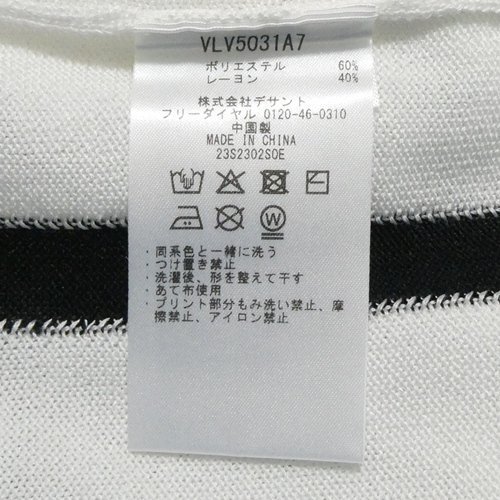 VLV5031A7
ポリエステル 60%
レーヨン 40%
株式会社デサント
フリーダイヤル 0120-46-0310
中国製
MADE IN CHINA
23S2302SOE
W
・同系色と一緒に洗う
・つけ置き禁止
・洗濯後、形を整えて干す
・あて布使用
・プリント部分もみ洗い禁止、摩
擦禁止、アイロン禁止